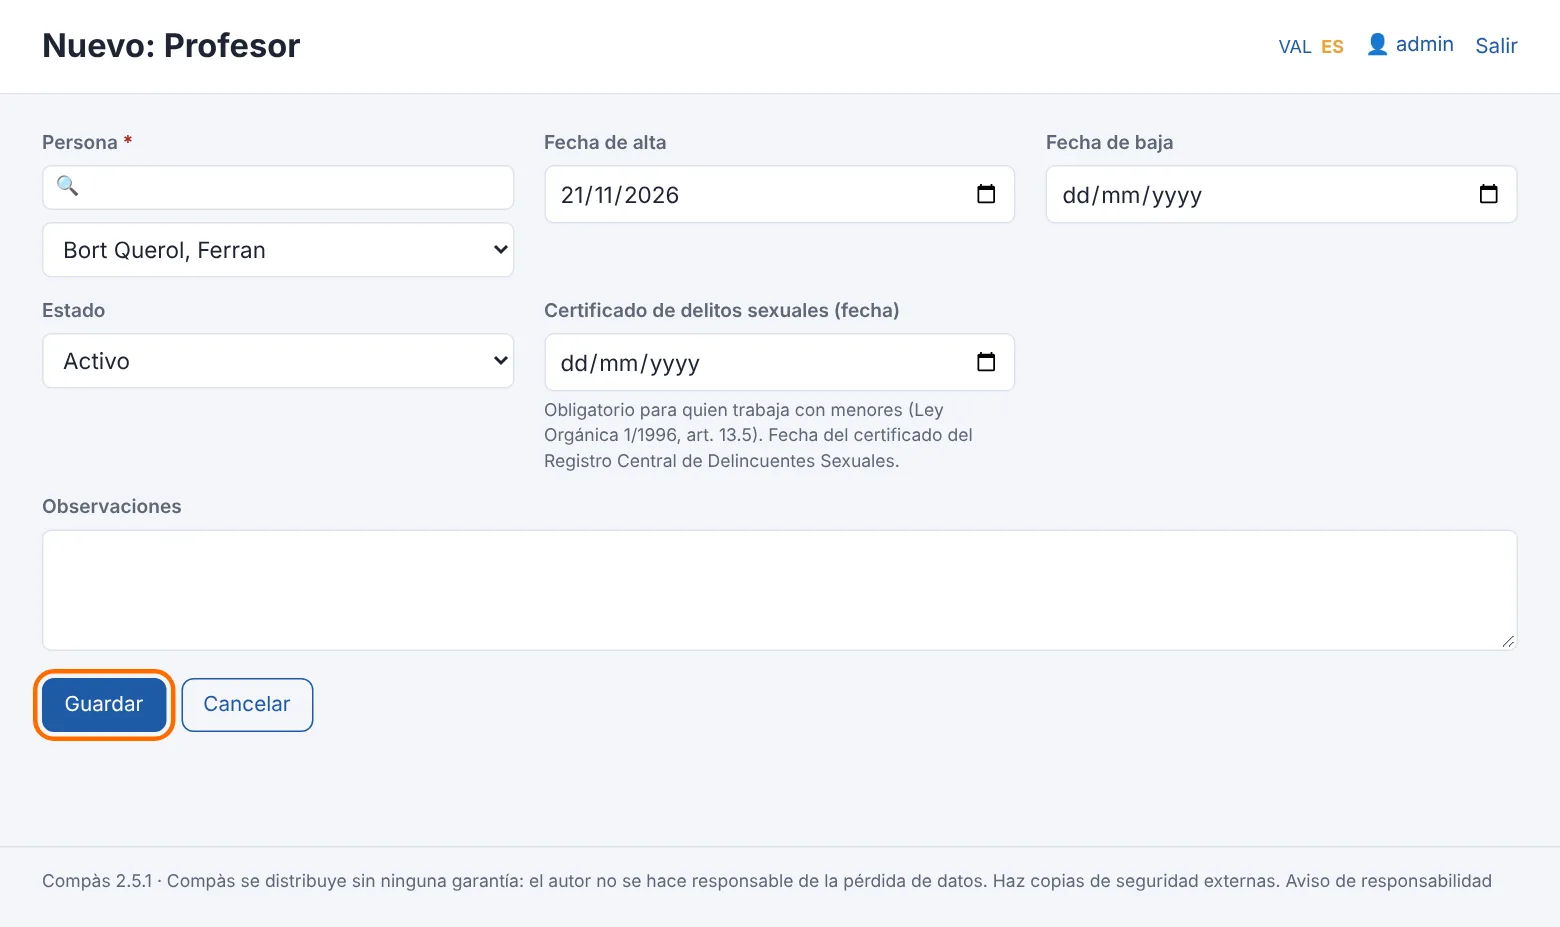 Nuevo: Profesor
VAL ES admin Salir
Persona *
Fecha de alta
Fecha de baja
21/11/2026
dd/mm/yyyy
Bort Querol, Ferran
Estado
Certificado de delitos sexuales (fecha)
Activo
dd/mm/yyyy
Obligatorio para quien trabaja con menores (Ley
Orgánica 1/1996, art. 13.5). Fecha del certificado del
Registro Central de Delincuentes Sexuales.
Observaciones
Guardar
Cancelar
Compàs 2.5.1 · Compàs se distribuye sin ninguna garantía: el autor no se hace responsable de la pérdida de datos. Haz copias de seguridad externas. Aviso de responsabilidad